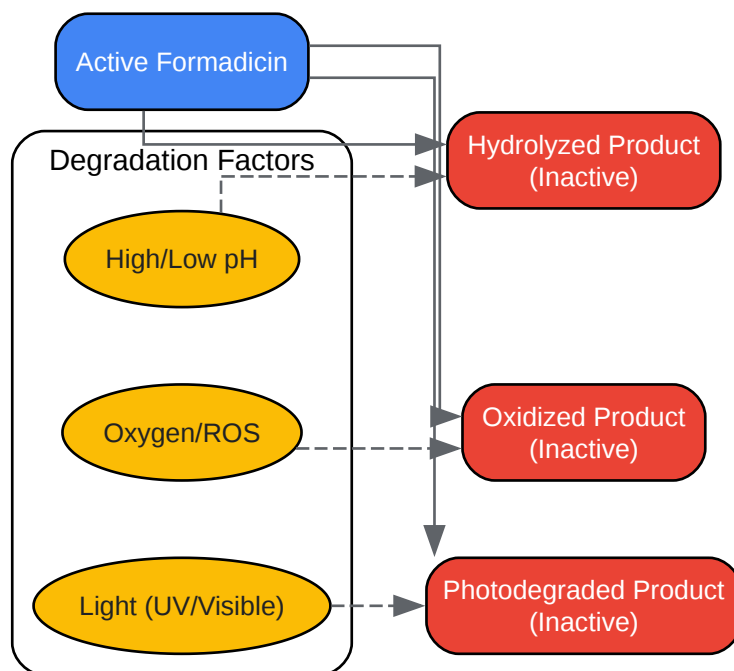 Active Formadicin
Degradation Factors
Hydrolyzed Product
(Inactive)
High/Low pH
Oxygen/ROS
Oxidized Product
(Inactive)
Light (UV/Visible)
Photodegraded Product
(Inactive)